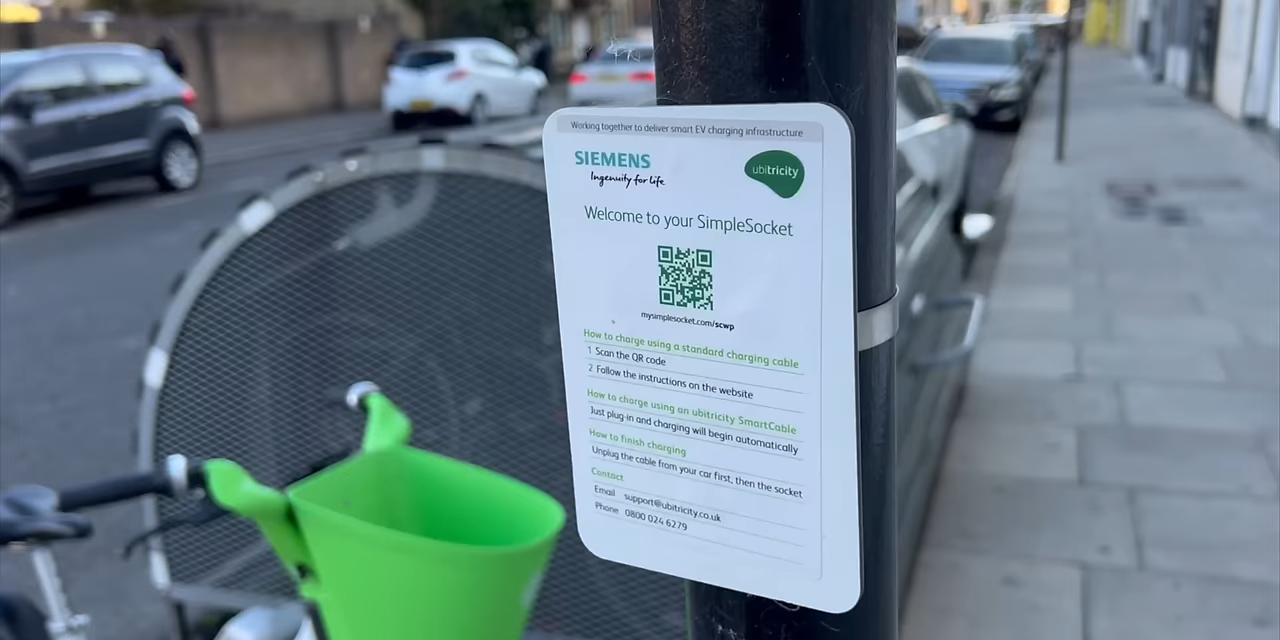 Working together to deliver smart EV charging infrastructure
SIEMENS
Ingenuity for life
ubitricity
Welcome to your SimpleSocket
mysimplesocket.com/scwp
How to charge using a standard charging cable
1 Scan the QR code
2 Follow the instructions on the website
How to charge using an ubitricity SmartCable
Just plug-in and charging will begin automatically
How to finish charging
Unplug the cable from your car first, then the socket
Contact
Email support@ubitricity.co.uk
Phone 0800 024 6279